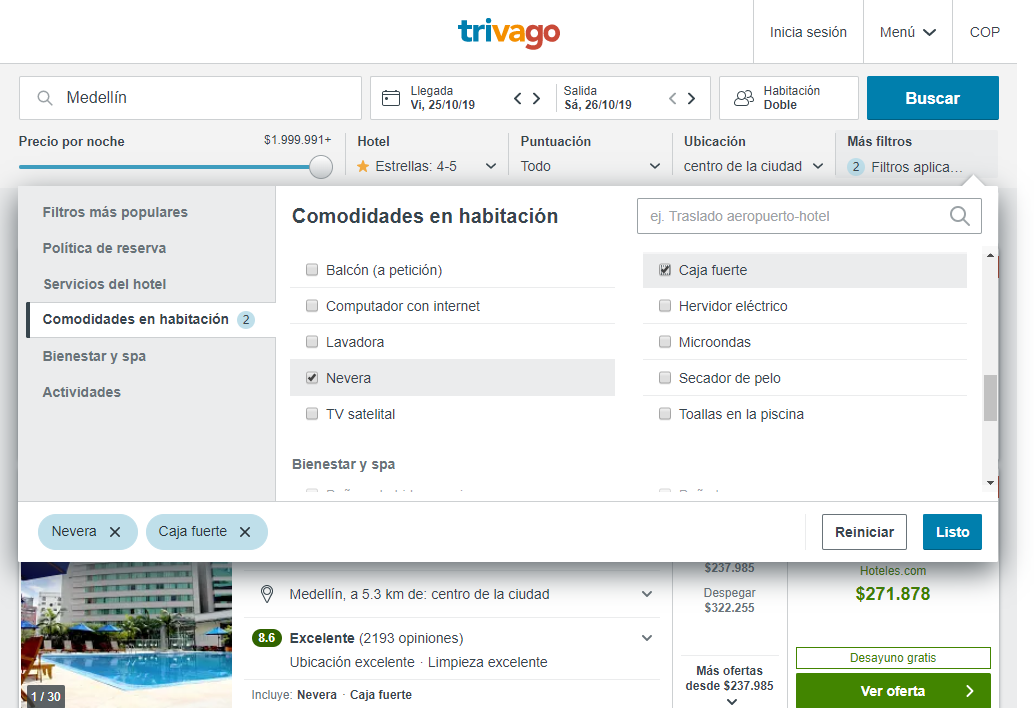 trivago
Inicia sesión
Menú
COP
Medellín
Llegada
Vi, 25/10/19
Salida
Sá, 26/10/19
Habitación
Doble
Buscar
Precio por noche
$1.999.991+
Hotel
Estrellas: 4-5
Puntuación
Todo
Ubicación
centro de la ciudad
Más filtros
2 Filtros aplica...
Filtros más populares
Política de reserva
Servicios del hotel
Comodidades en habitación 2
Bienestar y spa
Actividades
Comodidades en habitación
ej. Traslado aeropuerto-hotel
Balcón (a petición)
Caja fuerte
Computador con internet
Hervidor eléctrico
Lavadora
Microondas
Nevera
Secador de pelo
TV satelital
Toallas en la piscina
Bienestar y spa
Nevera
Caja fuerte
Reiniciar
Listo
1 / 30
Medellín, a 5.3 km de: centro de la ciudad
8.6 Excelente (2193 opiniones)
Ubicación excelente · Limpieza excelente
Incluye: Nevera · Caja fuerte
$237.985
Despegar
$322.255
Más ofertas
desde $237.985
Hoteles.com
$271.878
Desayuno gratis
Ver oferta